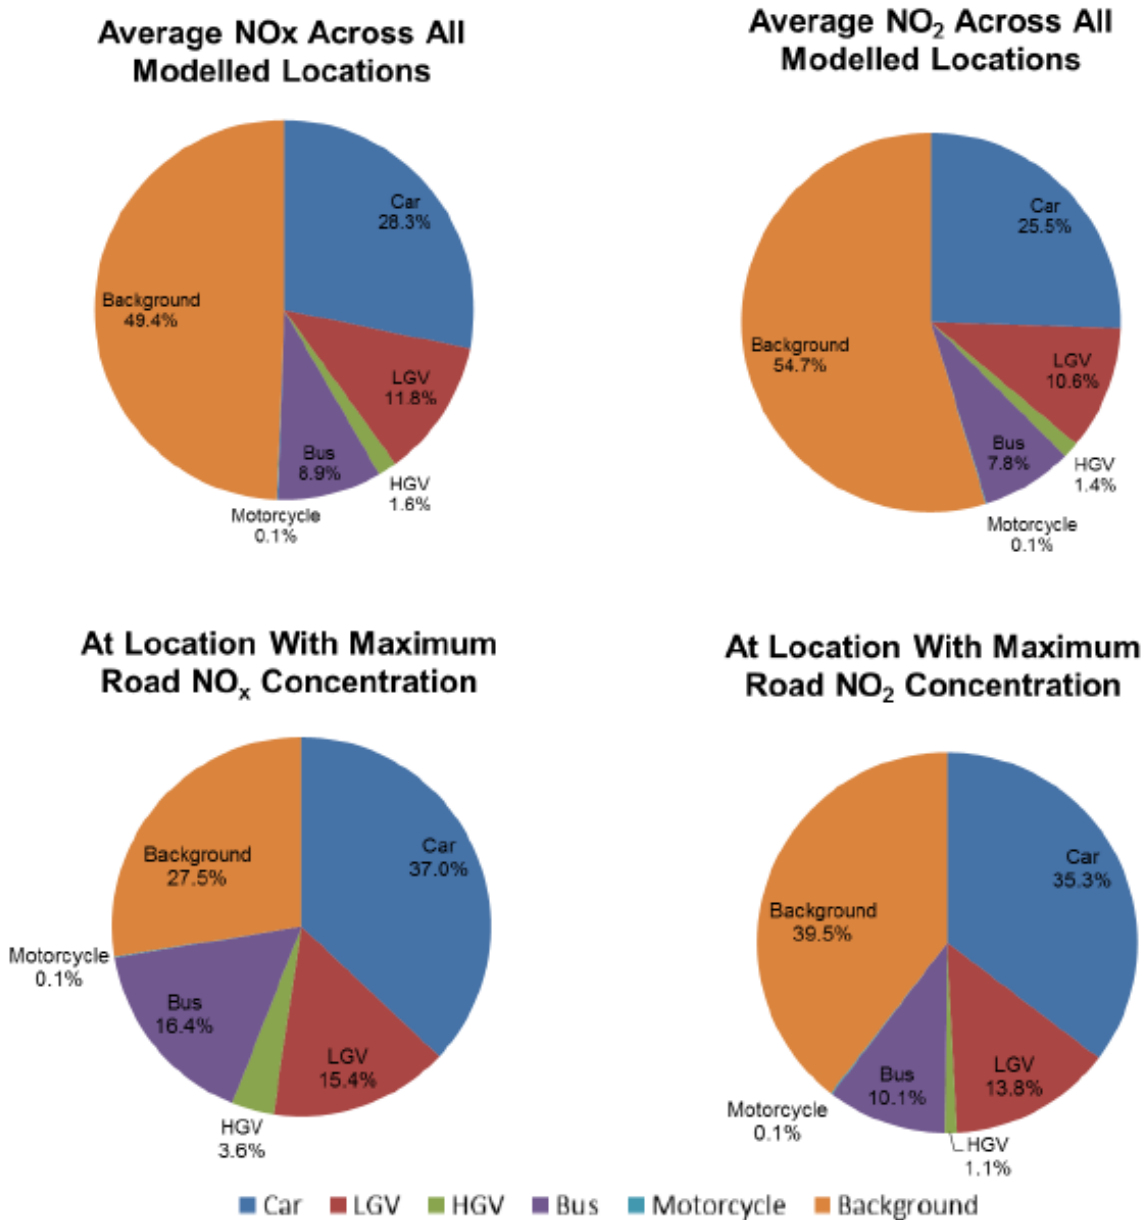 Average NOx Across All
Modelled Locations
Car
28.3%
Background
49.4%
LGV
11.8%
Bus
8.9%
HGV
1.6%
Motorcycle
0.1%
Average NO₂ Across All
Modelled Locations
Car
25.5%
Background
54.7%
LGV
10.6%
Bus
7.8%
HGV
1.4%
Motorcycle
0.1%
At Location With Maximum
Road NOₓ Concentration
Car
37.0%
Background
27.5%
Motorcycle
0.1%
Bus
16.4%
LGV
15.4%
HGV
3.6%
At Location With Maximum
Road NO₂ Concentration
Car
35.3%
Background
39.5%
LGV
13.8%
Bus
10.1%
Motorcycle
0.1%
HGV
1.1%
Car LGV HGV Bus Motorcycle Background